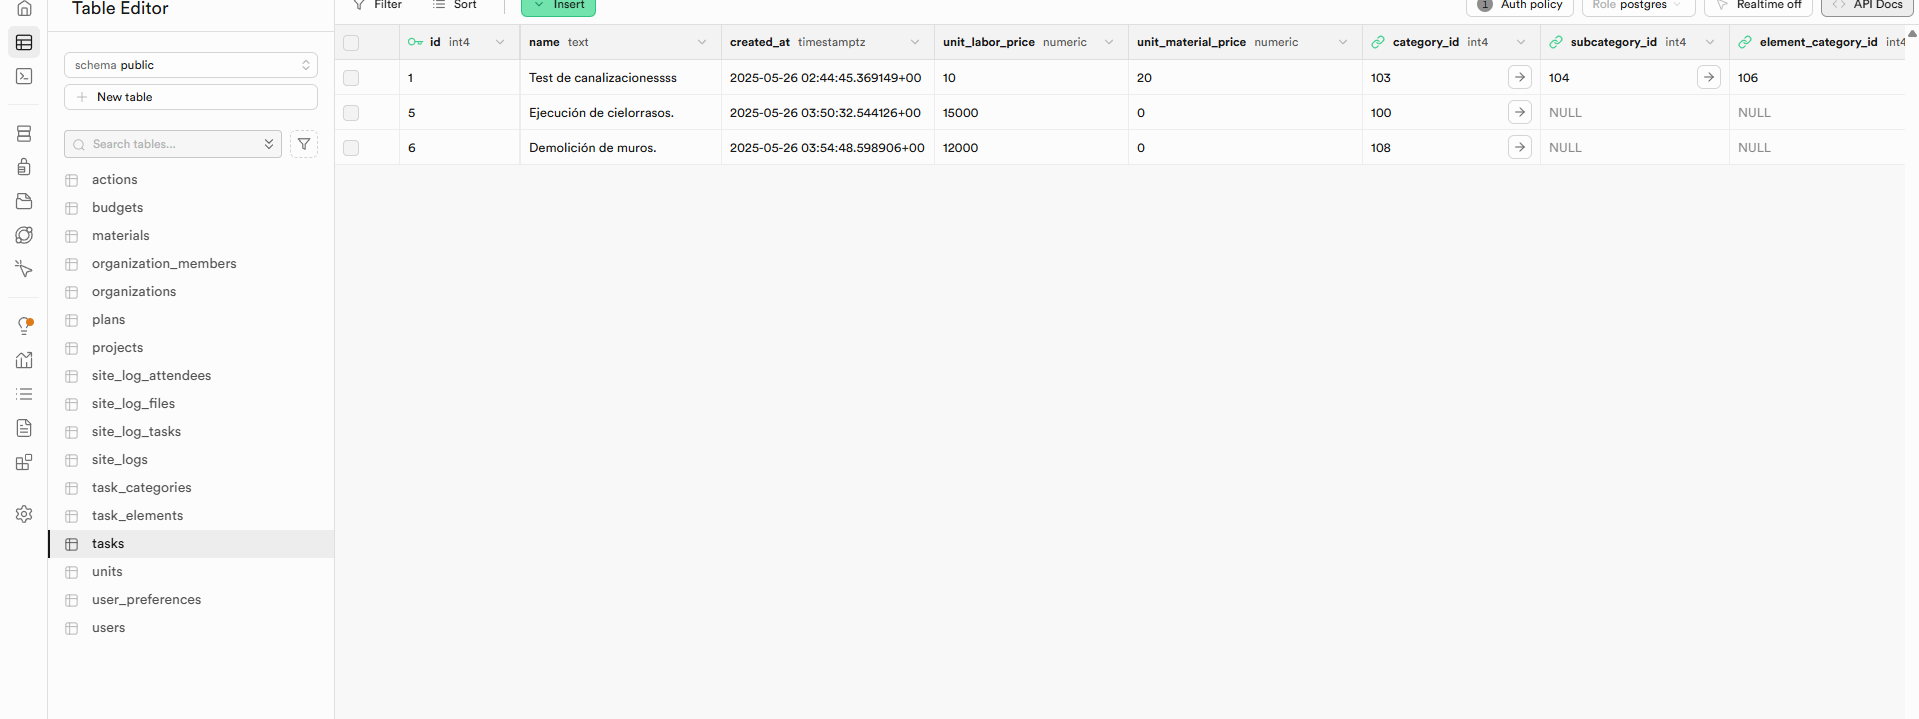 Table Editor
schema public
New table
Search tables...
actions
budgets
materials
organization_members
organizations
plans
projects
site_log_attendees
site_log_files
site_log_tasks
site_logs
task_categories
task_elements
tasks
units
user_preferences
users
Filter Sort Insert 1 Auth policy Role postgres Realtime off API Docs
id int4 name text created_at timestamptz unit_labor_price numeric unit_material_price numeric category_id int4 subcategory_id int4 element_category_id int4
1 Test de canalizacionessss 2025-05-26 02:44:45.369149+00 10 20 103 104 106
5 Ejecución de cielorrasos. 2025-05-26 03:50:32.544126+00 15000 0 100 NULL NULL
6 Demolición de muros. 2025-05-26 03:54:48.598906+00 12000 0 108 NULL NULL